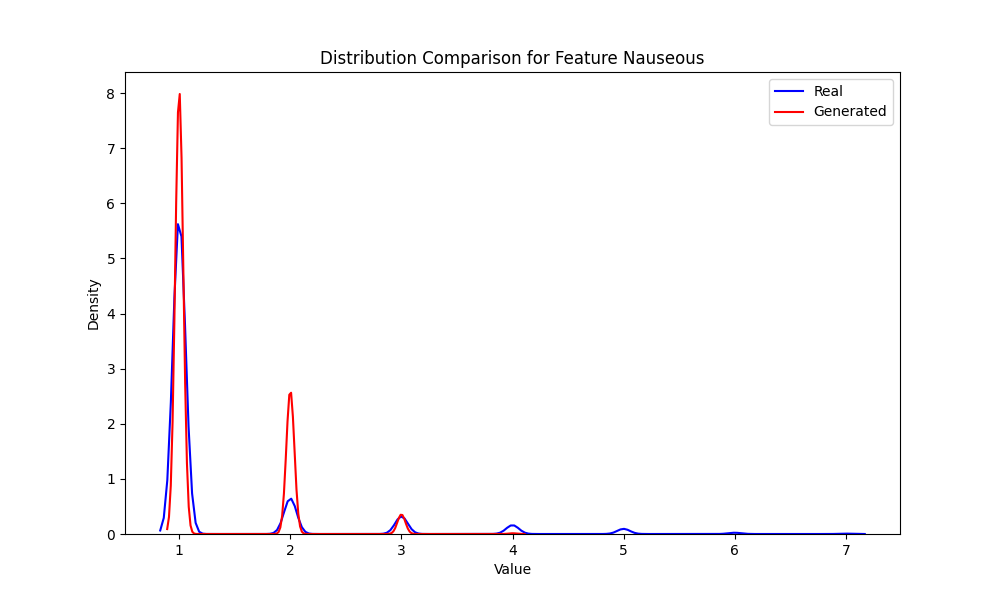 Distribution Comparison for Feature Nauseous
Real
Generated
8
7
6
5
4
3
2
1
0
Density
1 2 3 4 5 6 7
Value